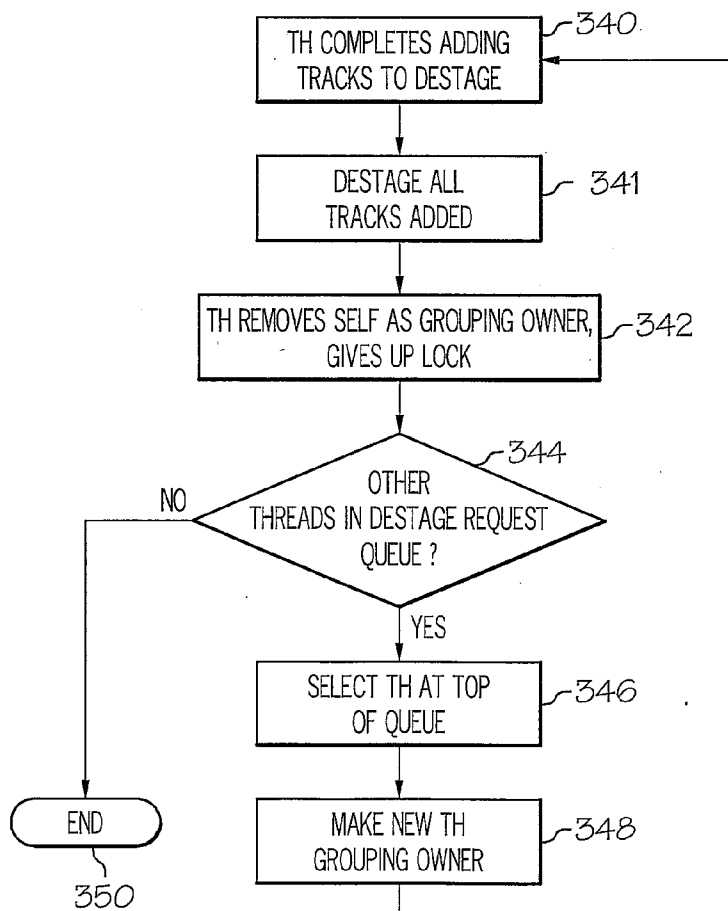 TH COMPLETES ADDING
TRACKS TO DESTAGE
340
DESTAGE ALL
TRACKS ADDED
341
TH REMOVES SELF AS GROUPING OWNER,
GIVES UP LOCK
342
344
OTHER
THREADS IN DESTAGE REQUEST
QUEUE ?
NO
YES
SELECT TH AT TOP
OF QUEUE
346
END
350
MAKE NEW TH
GROUPING OWNER
348